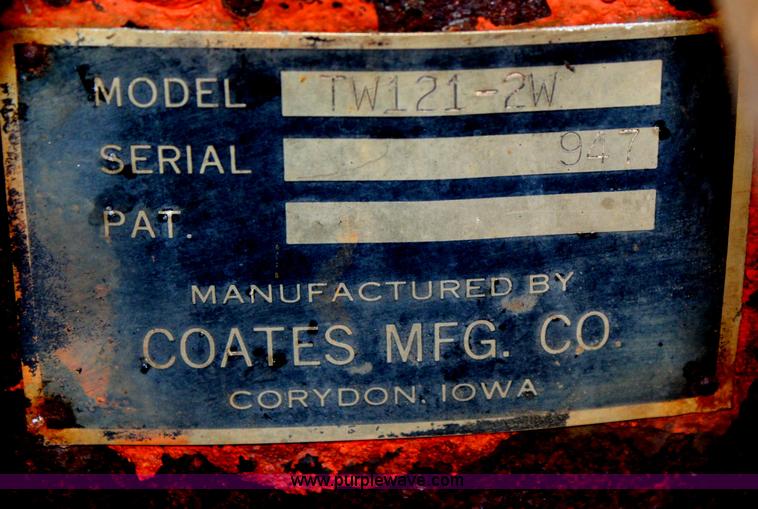 MODEL TW121-2W
SERIAL 947
PAT.
MANUFACTURED BY
COATES MFG. CO.
CORYDON, IOWA
www.purplewave.com